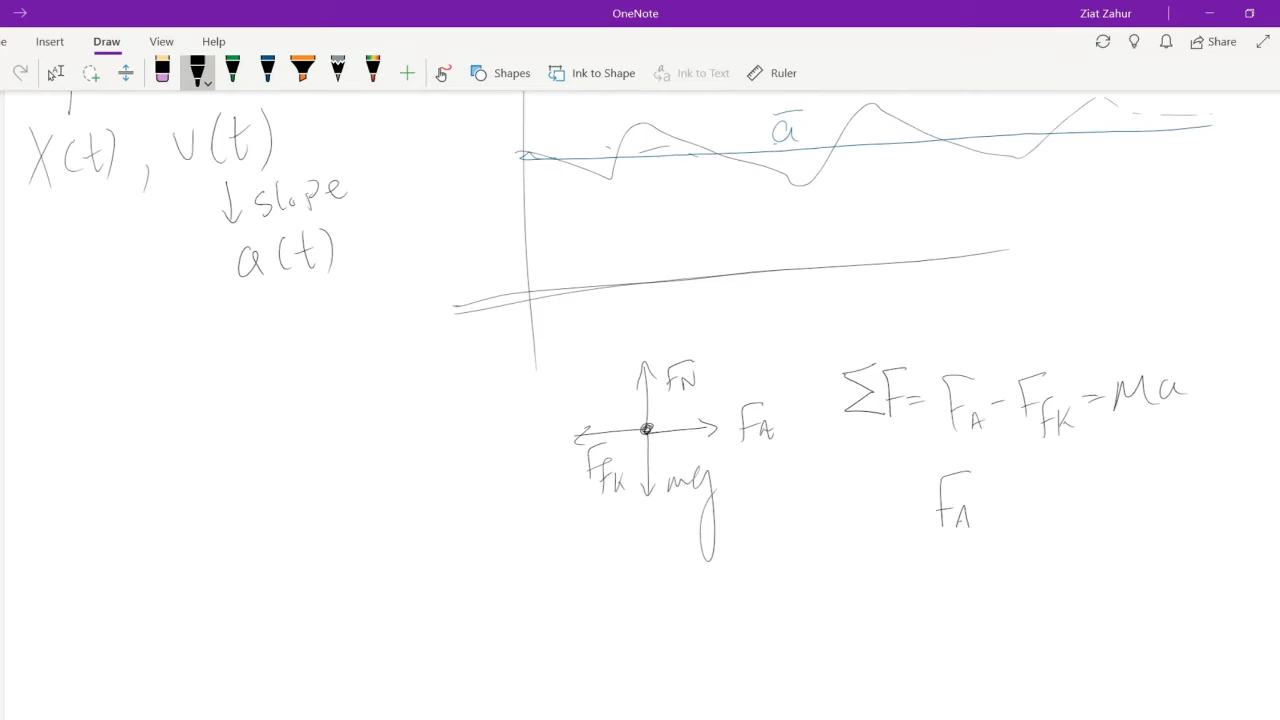 OneNote
Ziat Zahur
Insert Draw View Help
Share
Shapes Ink to Shape Ink to Text Ruler
X(t), v(t)
slope
a(t)
ā
FN
FA
FfK
mg
ΣF = FA - FfK = Ma
FA